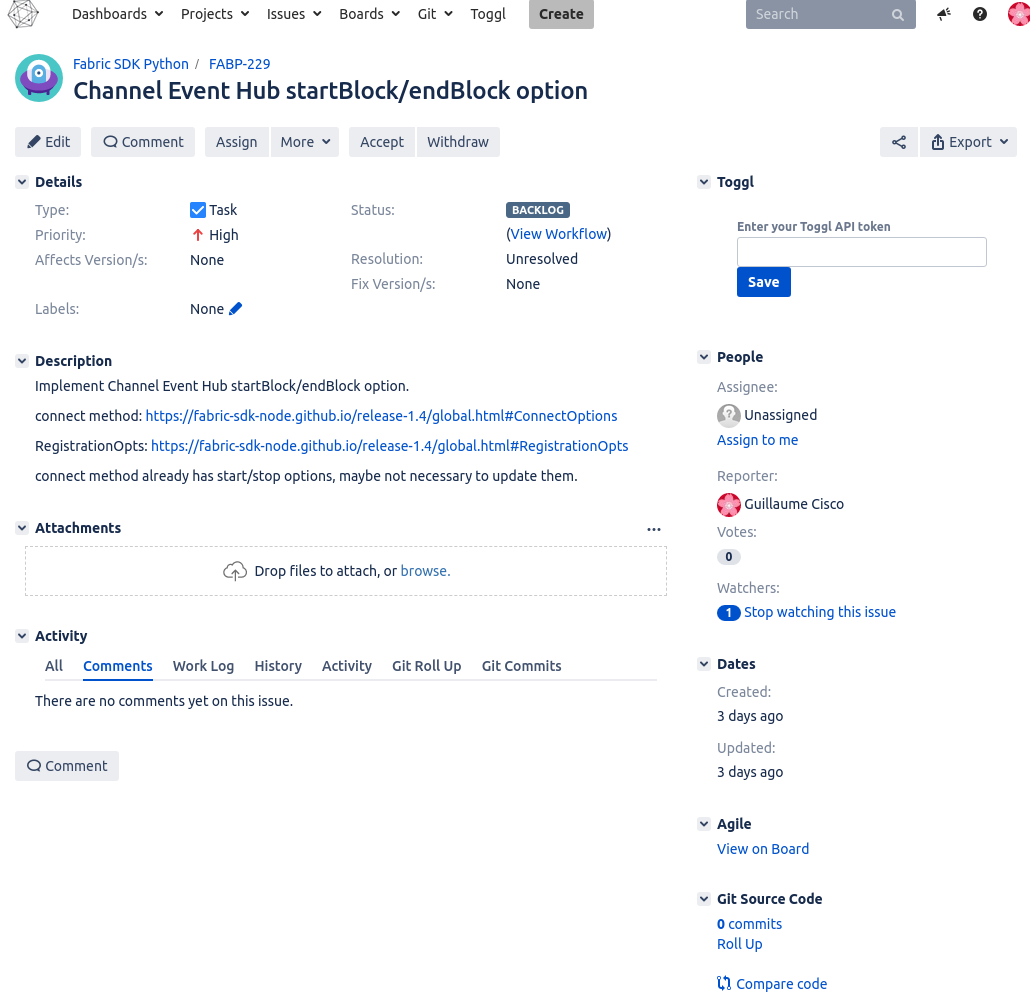 Dashboards Projects Issues Boards Git Toggl Create Search
Fabric SDK Python / FABP-229
Channel Event Hub startBlock/endBlock option
Edit Comment Assign More Accept Withdraw Export
Details
Type: Task
Priority: High
Affects Version/s: None
Labels: None
Status: BACKLOG
(View Workflow)
Resolution: Unresolved
Fix Version/s: None
Description
Implement Channel Event Hub startBlock/endBlock option.
connect method: https://fabric-sdk-node.github.io/release-1.4/global.html#ConnectOptions
RegistrationOpts: https://fabric-sdk-node.github.io/release-1.4/global.html#RegistrationOpts
connect method already has start/stop options, maybe not necessary to update them.
Attachments
Drop files to attach, or browse.
Activity
All Comments Work Log History Activity Git Roll Up Git Commits
There are no comments yet on this issue.
Comment
Toggl
Enter your Toggl API token
Save
People
Assignee:
Unassigned
Assign to me
Reporter:
Guillaume Cisco
Votes:
0
Watchers:
1 Stop watching this issue
Dates
Created:
3 days ago
Updated:
3 days ago
Agile
View on Board
Git Source Code
0 commits
Roll Up
Compare code